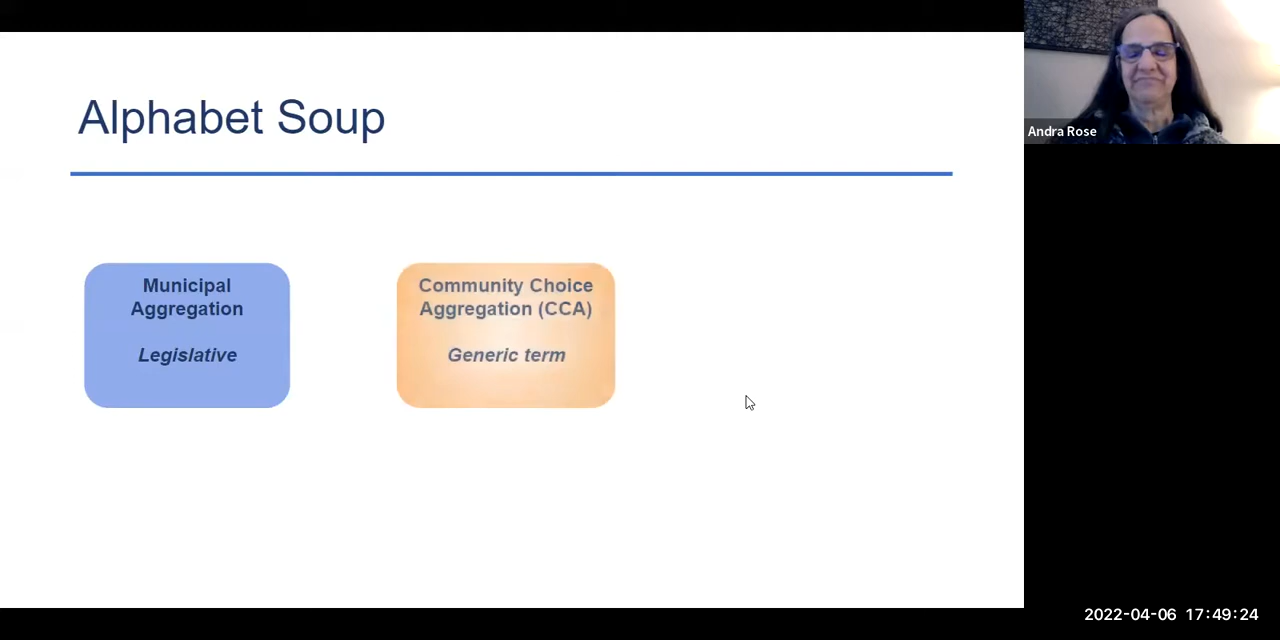 Alphabet Soup
Municipal
Aggregation
Legislative
Community Choice
Aggregation (CCA)
Generic term
Andra Rose
2022-04-06 17:49:24